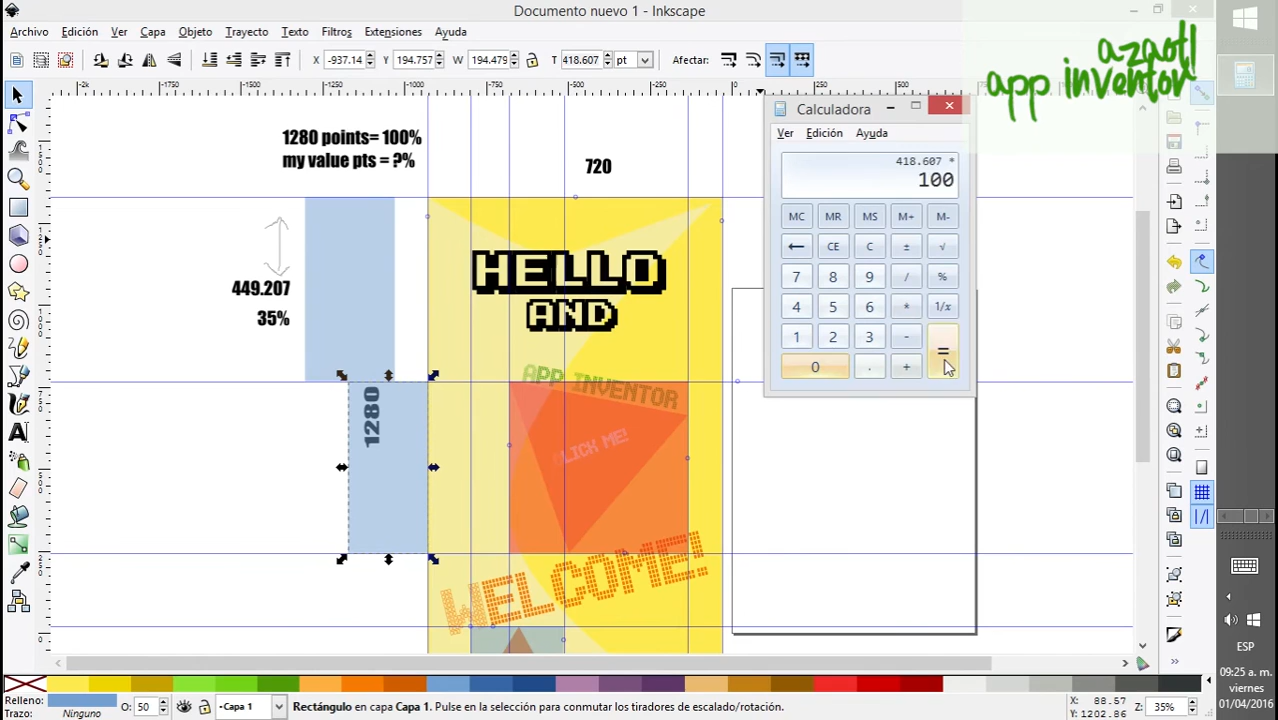 Documento nuevo 1 - Inkscape
Archivo Edición Ver Capa Objeto Trayecto Texto Filtros Extensiones Ayuda
X -937.14 Y 194.757 W 194.479 T 418.607 pt Afectar:
azaotl
app inventor
1280 points= 100%
my value pts = ?%
720
449.207
35%
1280
HELLO
AND
APP INVENTOR
CLICK ME!
WELCOME!
Calculadora
Ver Edición Ayuda
418.607 *
100
MC MR MS M+ M-
← CE C ± √
7 8 9 / %
4 5 6 * 1/x
1 2 3 - =
0 . +
ESP
09:25 a.m.
viernes
01/04/2016
Relleno:
Trazo: Ninguno
O: 50
Capa 1
Rectángulo en capa Capa 1. Pulse en la selección para conmutar los tiradores de escalado/rotación.
X: 88.57
Y: 1202.86
Z: 35%